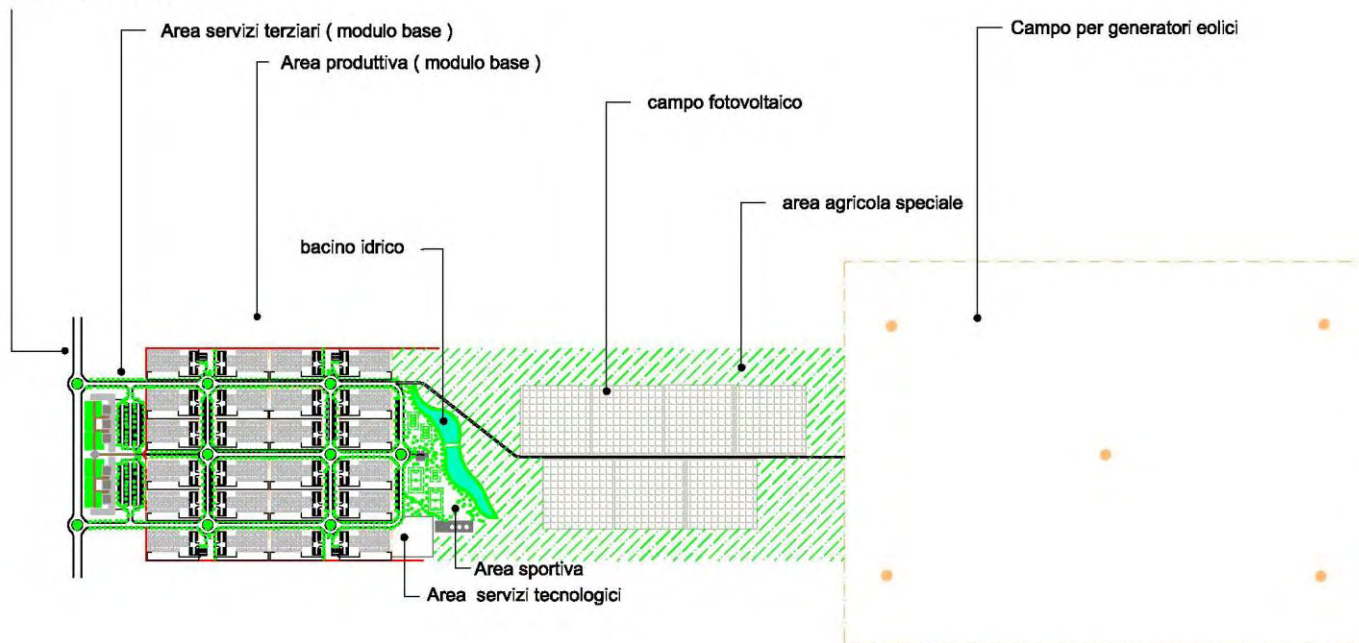 Area servizi terziari ( modulo base )
Campo per generatori eolici
Area produttiva ( modulo base )
campo fotovoltaico
area agricola speciale
bacino idrico
Area sportiva
Area servizi tecnologici